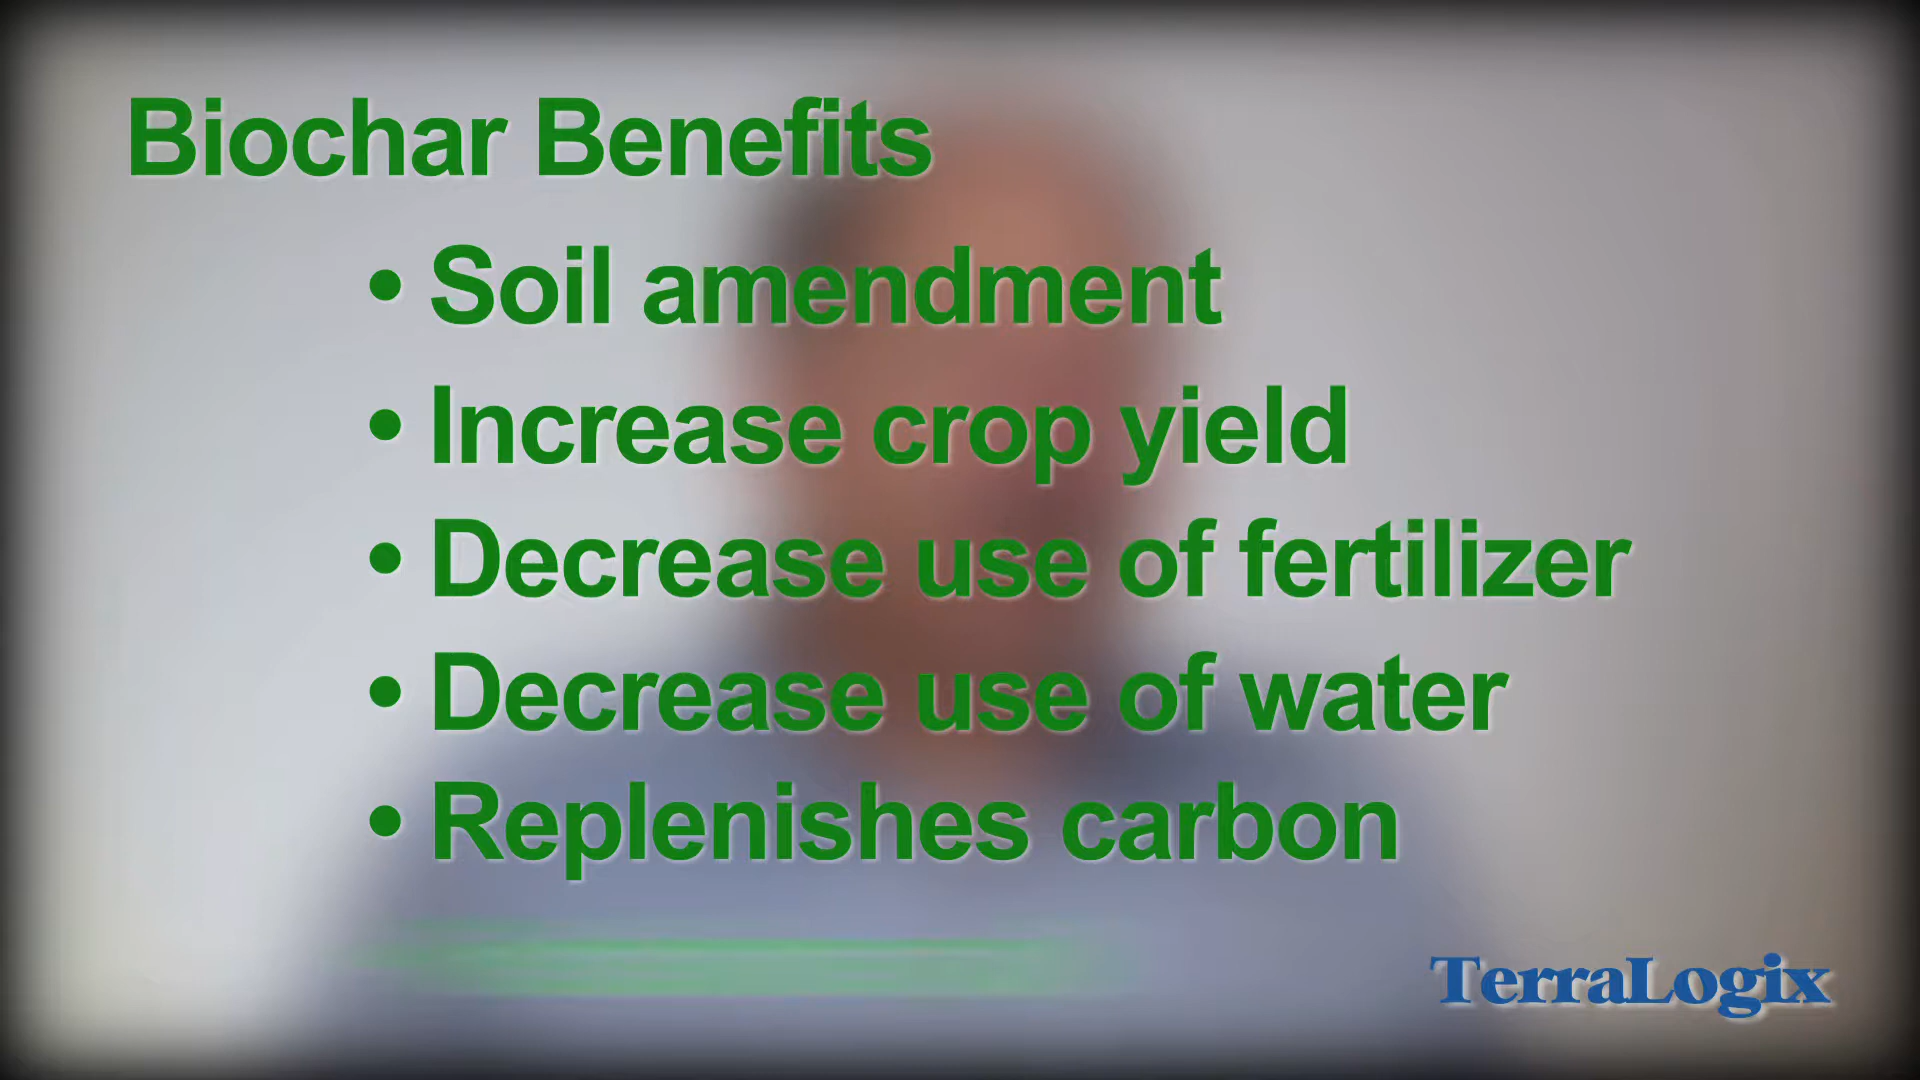 Biochar Benefits
• Soil amendment
• Increase crop yield
• Decrease use of fertilizer
• Decrease use of water
• Replenishes carbon
TerraLogix